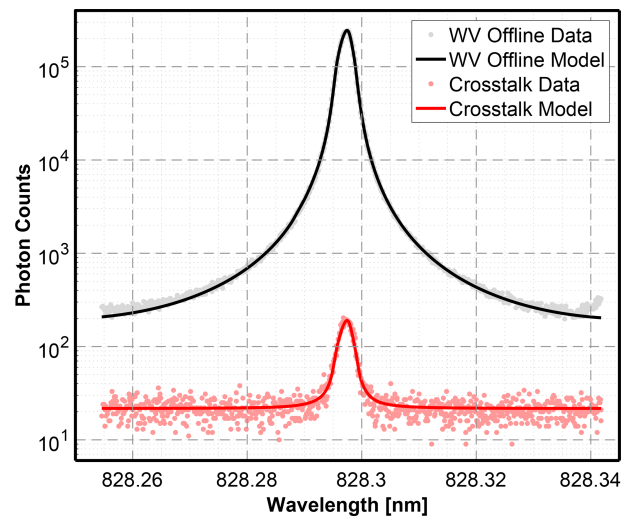 WV Offline Data
WV Offline Model
Crosstalk Data
Crosstalk Model
10^5
10^4
10^3
10^2
10^1
Photon Counts
828.26 828.28 828.3 828.32 828.34
Wavelength [nm]